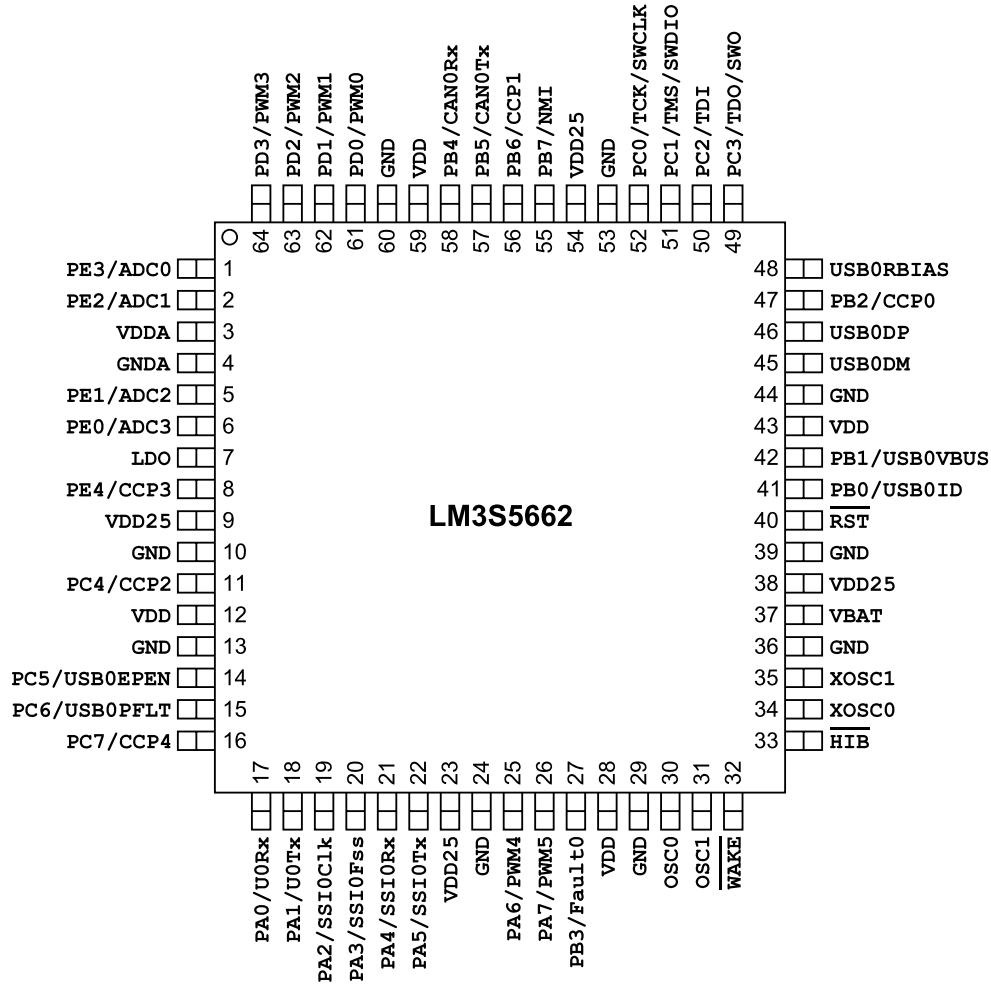 PD3/PWM3
PD2/PWM2
PD1/PWM1
PD0/PWM0
GND
VDD
PB4/CAN0Rx
PB5/CAN0Tx
PB6/CCP1
PB7/NMI
VDD25
GND
PC0/TCK/SWCLK
PC1/TMS/SWDIO
PC2/TDI
PC3/TDO/SWO
64
63
62
61
60
59
58
57
56
55
54
53
52
51
50
49
PE3/ADC0 1
PE2/ADC1 2
VDDA 3
GNDA 4
PE1/ADC2 5
PE0/ADC3 6
LDO 7
PE4/CCP3 8
VDD25 9
GND 10
PC4/CCP2 11
VDD 12
GND 13
PC5/USB0EPEN 14
PC6/USB0PFLT 15
PC7/CCP4 16
LM3S5662
48 USB0RBIAS
47 PB2/CCP0
46 USB0DP
45 USB0DM
44 GND
43 VDD
42 PB1/USB0VBUS
41 PB0/USB0ID
40 RST
39 GND
38 VDD25
37 VBAT
36 GND
35 XOSC1
34 XOSC0
33 HIB
17
18
19
20
21
22
23
24
25
26
27
28
29
30
31
32
PA0/U0Rx
PA1/U0Tx
PA2/SSI0Clk
PA3/SSI0Fss
PA4/SSI0Rx
PA5/SSI0Tx
VDD25
GND
PA6/PWM4
PA7/PWM5
PB3/Fault0
VDD
GND
OSC0
OSC1
WAKE